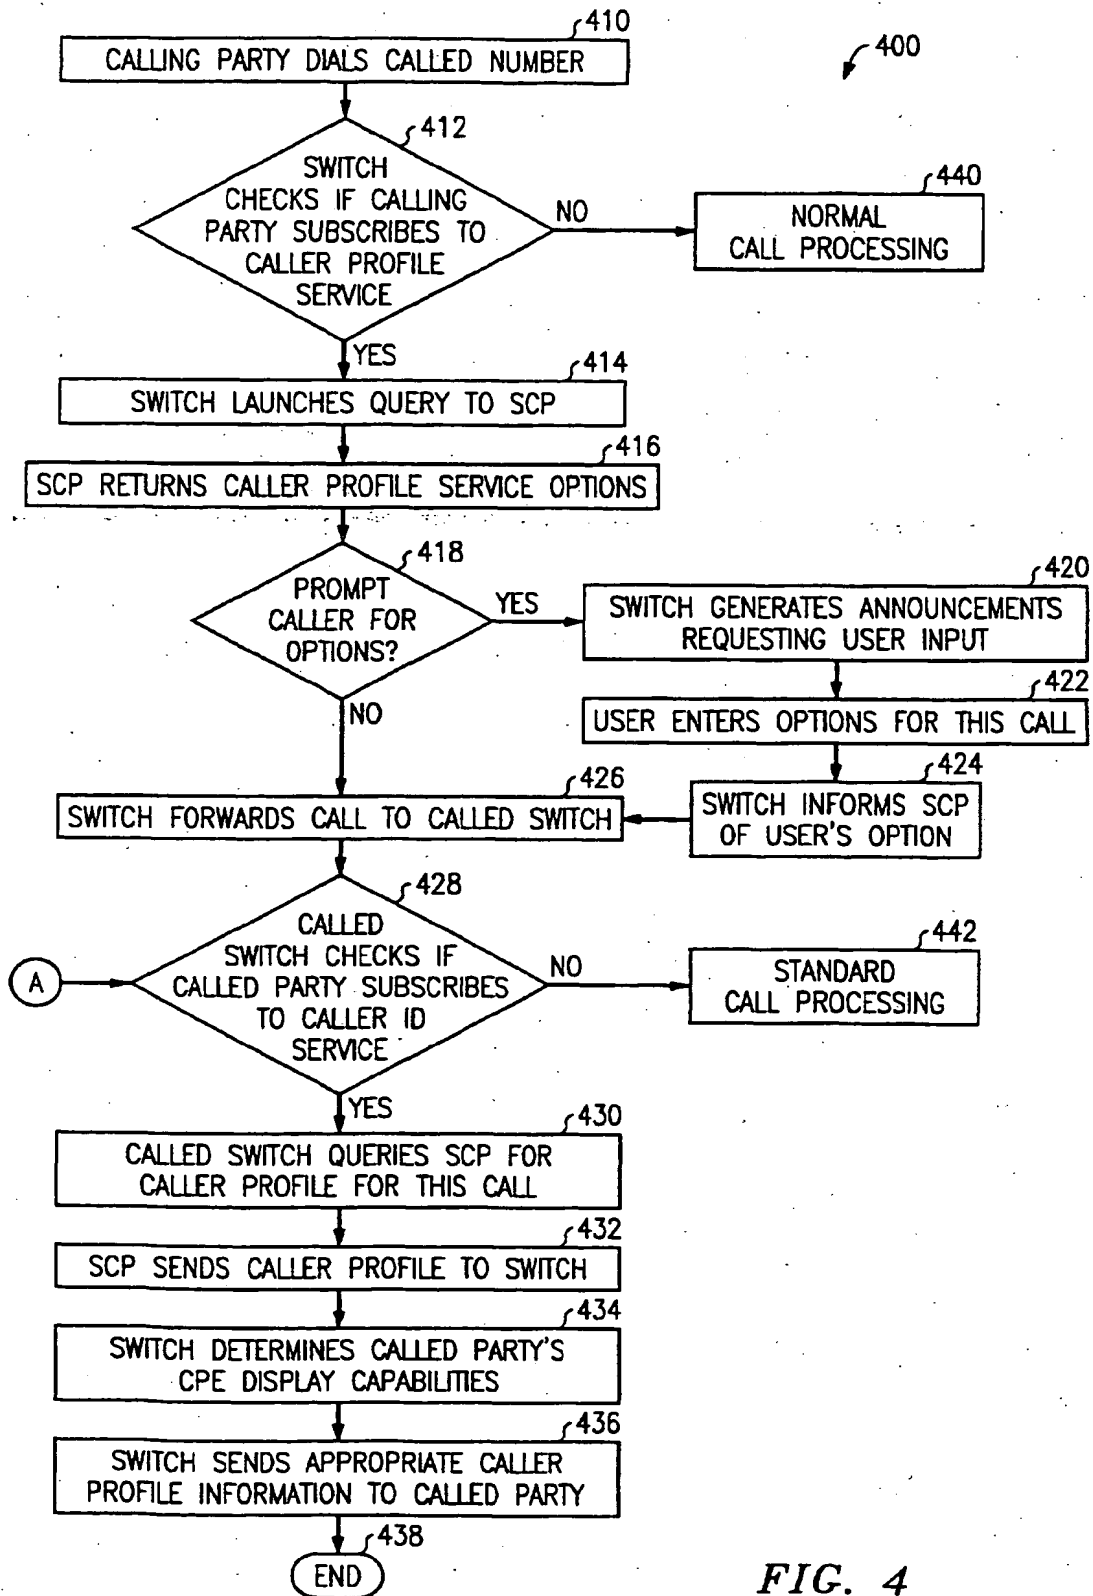 410
400
CALLING PARTY DIALS CALLED NUMBER
412
SWITCH
CHECKS IF CALLING
PARTY SUBSCRIBES TO
CALLER PROFILE
SERVICE
NO
440
NORMAL
CALL PROCESSING
YES
414
SWITCH LAUNCHES QUERY TO SCP
416
SCP RETURNS CALLER PROFILE SERVICE OPTIONS
418
PROMPT
CALLER FOR
OPTIONS?
YES
420
SWITCH GENERATES ANNOUNCEMENTS
REQUESTING USER INPUT
422
USER ENTERS OPTIONS FOR THIS CALL
NO
424
SWITCH INFORMS SCP
OF USER'S OPTION
426
SWITCH FORWARDS CALL TO CALLED SWITCH
428
CALLED
SWITCH CHECKS IF
CALLED PARTY SUBSCRIBES
TO CALLER ID
SERVICE
A
NO
442
STANDARD
CALL PROCESSING
YES
430
CALLED SWITCH QUERIES SCP FOR
CALLER PROFILE FOR THIS CALL
432
SCP SENDS CALLER PROFILE TO SWITCH
434
SWITCH DETERMINES CALLED PARTY'S
CPE DISPLAY CAPABILITIES
436
SWITCH SENDS APPROPRIATE CALLER
PROFILE INFORMATION TO CALLED PARTY
438
END
FIG. 4